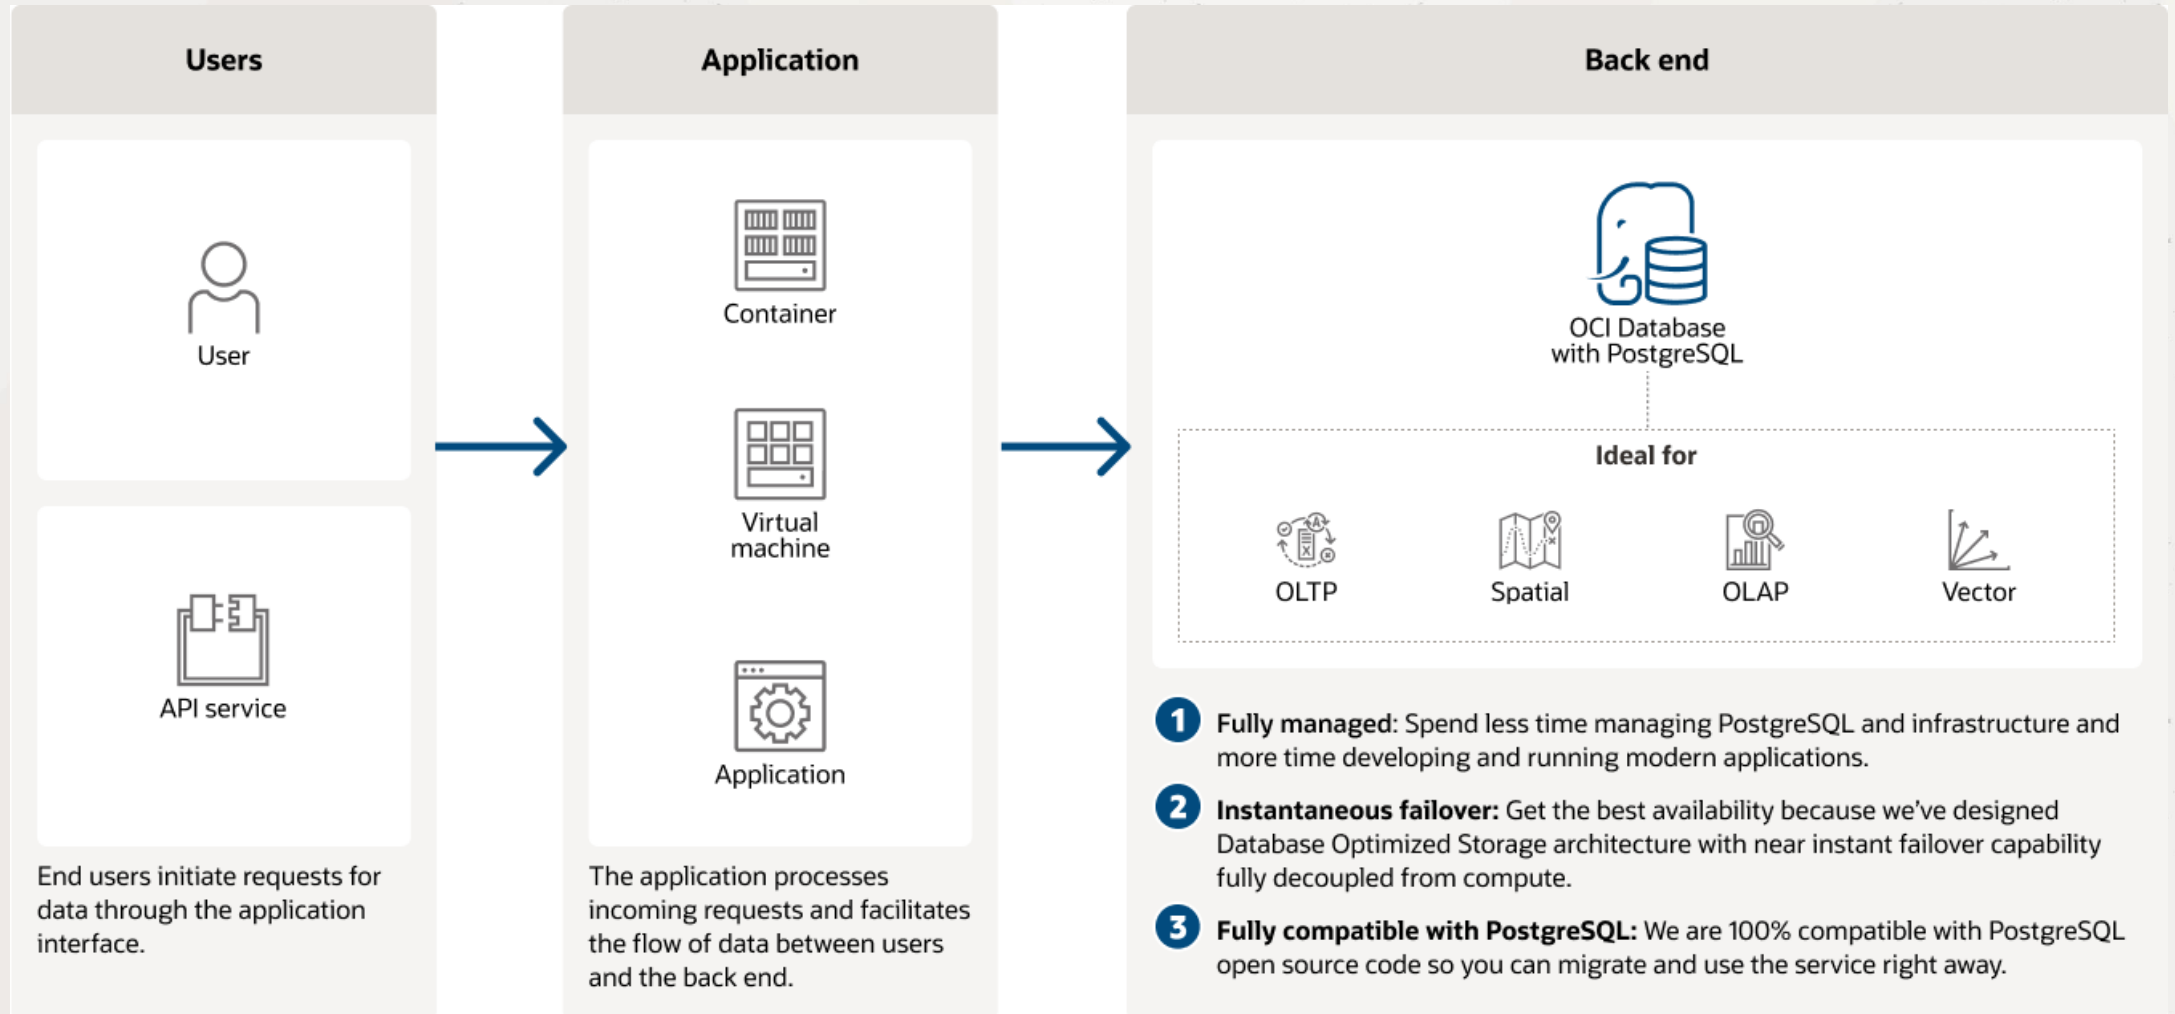 Users
User
API service
End users initiate requests for
data through the application
interface.
Application
Container
Virtual
machine
Application
The application processes
incoming requests and facilitates
the flow of data between users
and the back end.
Back end
OCI Database
with PostgreSQL
Ideal for
OLTP
Spatial
OLAP
Vector
1 Fully managed: Spend less time managing PostgreSQL and infrastructure and
more time developing and running modern applications.
2 Instantaneous failover: Get the best availability because we’ve designed
Database Optimized Storage architecture with near instant failover capability
fully decoupled from compute.
3 Fully compatible with PostgreSQL: We are 100% compatible with PostgreSQL
open source code so you can migrate and use the service right away.